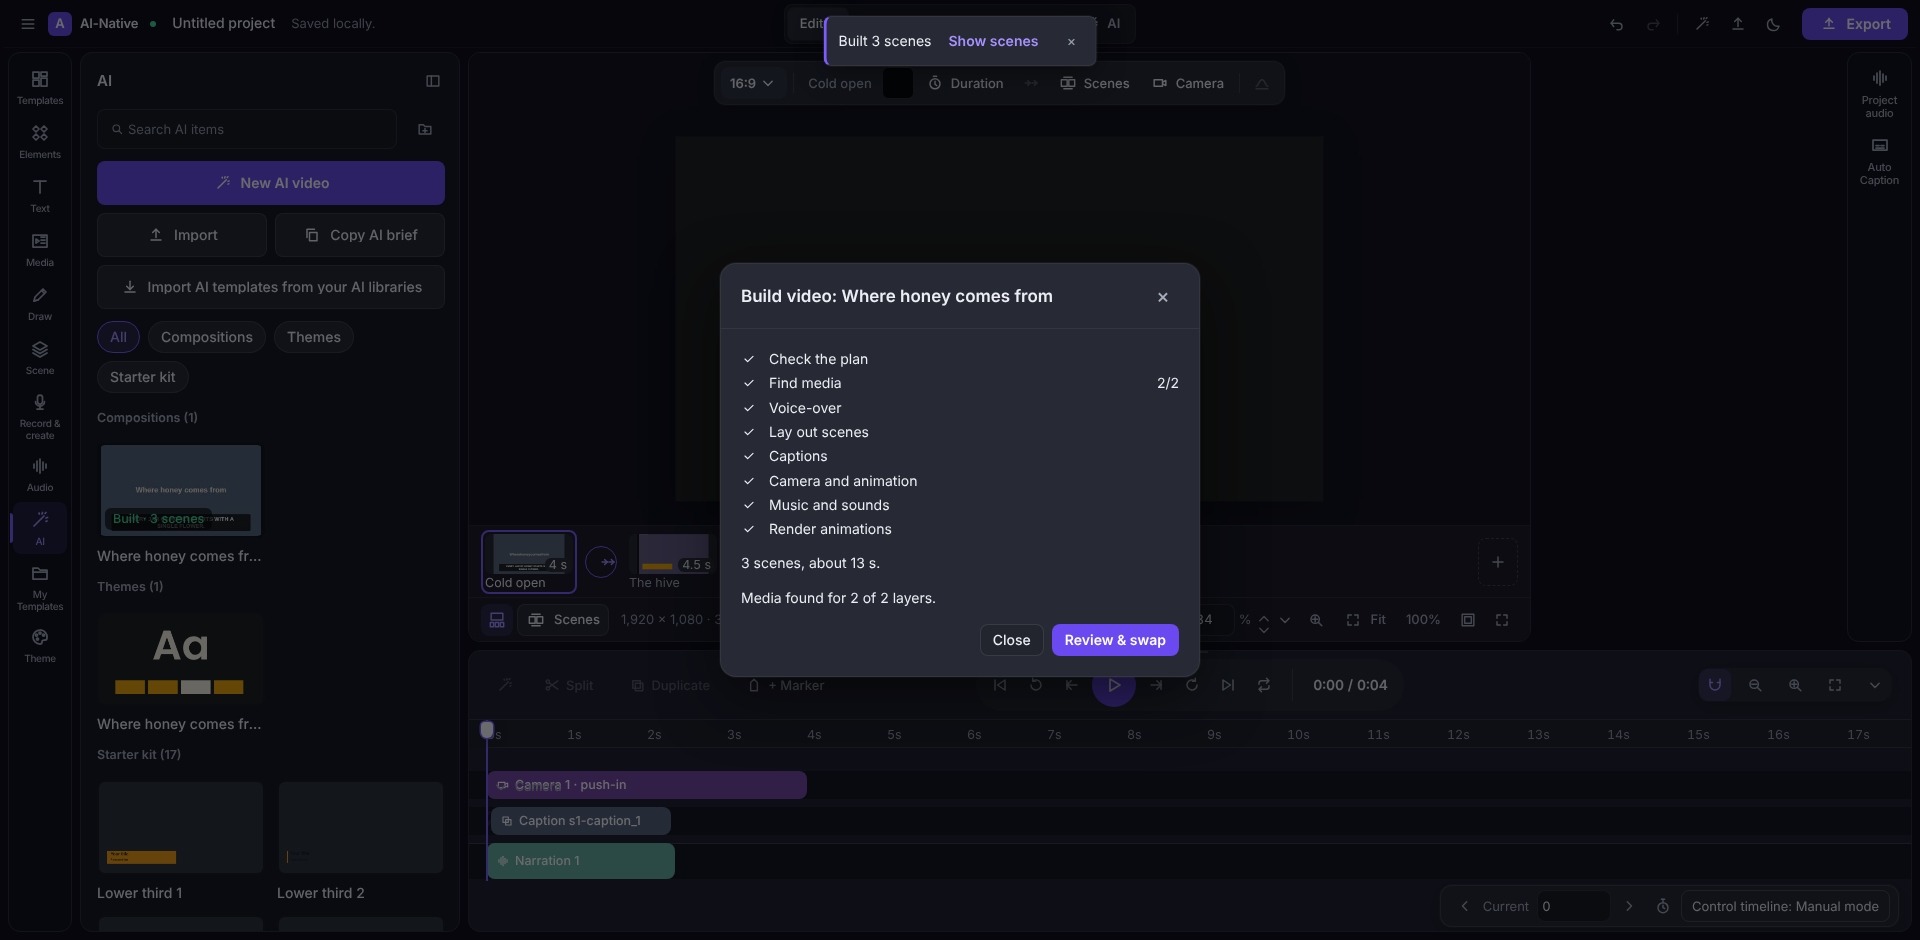 A
AI-Native
Untitled project
Saved locally.
AI
Export
Built 3 scenes
Show scenes
Templates
Elements
Text
Media
Draw
Scene
Record &
create
Audio
AI
My
Templates
Theme
AI
Search AI items
New AI video
Import
Copy AI brief
Import AI templates from your AI libraries
All
Compositions
Themes
Starter kit
Compositions (1)
Where honey comes from
Built · 3 scenes
WITH A
Where honey comes fr...
Themes (1)
Aa
Where honey comes fr...
Starter kit (17)
Lower third 1
Lower third 2
16:9
Cold open
Duration
Scenes
Camera
Project
audio
Auto
Caption
Build video: Where honey comes from
Check the plan
Find media
2/2
Voice-over
Lay out scenes
Captions
Camera and animation
Music and sounds
Render animations
3 scenes, about 13 s.
Media found for 2 of 2 layers.
Close
Review & swap
4 s
Cold open
4.5 s
The hive
Scenes
1,920 × 1,080 ·
%
Fit
100%
Split
Duplicate
+ Marker
0:00 / 0:04
1s
2s
3s
4s
5s
6s
7s
8s
9s
10s
11s
12s
13s
14s
15s
16s
17s
Camera 1 · push-in
Caption s1-caption_1
Narration 1
Current
0
Control timeline: Manual mode